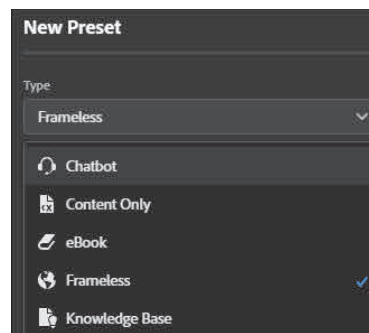 New Preset
Type
Frameless
Chatbot
Content Only
eBook
Frameless
Knowledge Base